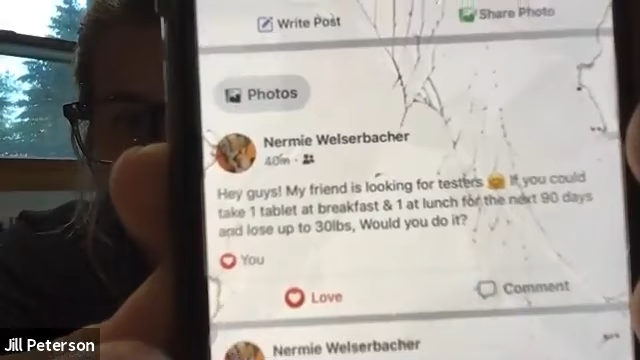 Write Post
Share Photo
Photos
Nermie Welserbacher
40m
Hey guys! My friend is looking for testers 🤓 If you could
take 1 tablet at breakfast & 1 at lunch for the next 90 days
and lose up to 30lbs, Would you do it?
You
Love
Comment
Nermie Welserbacher
Jill Peterson